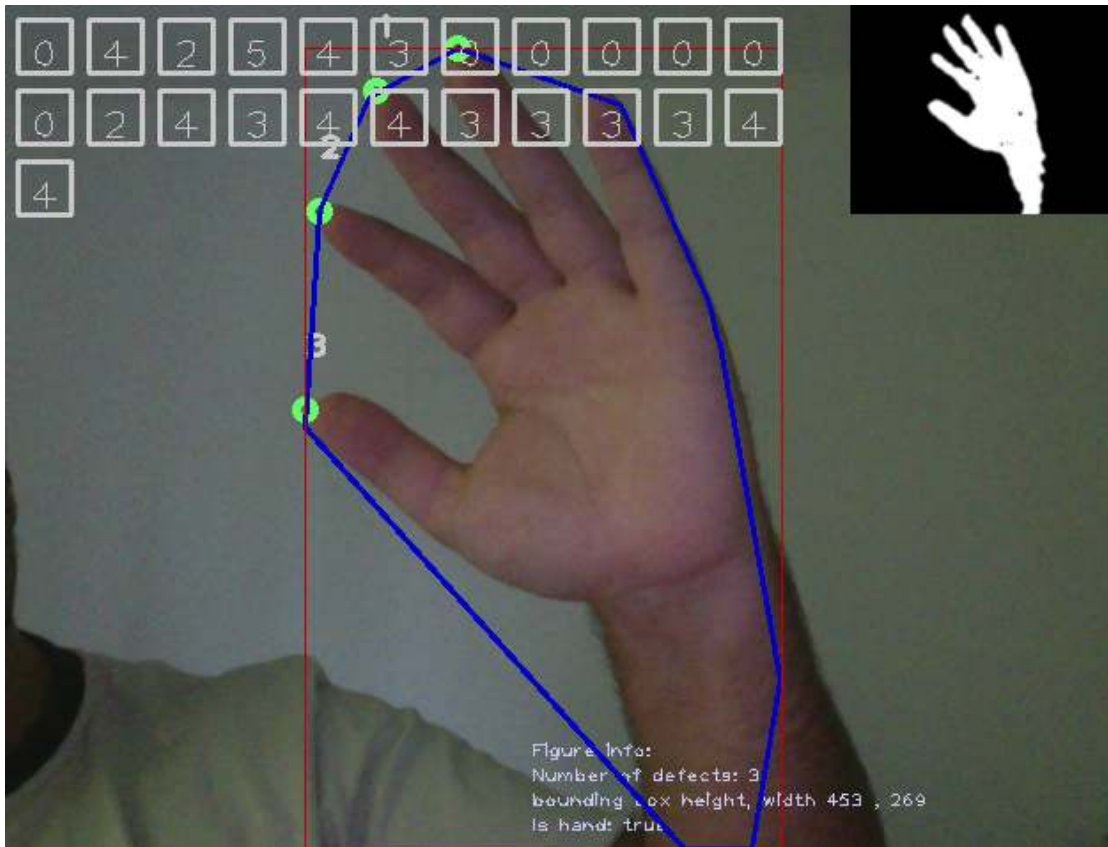 0 4 2 5 4 3 0 0 0 0 0
0 2 4 3 4 4 3 3 3 3 4
4
1
2
3
Figure info:
Number of defects: 3
bounding box height, width 453 , 269
is hand: true